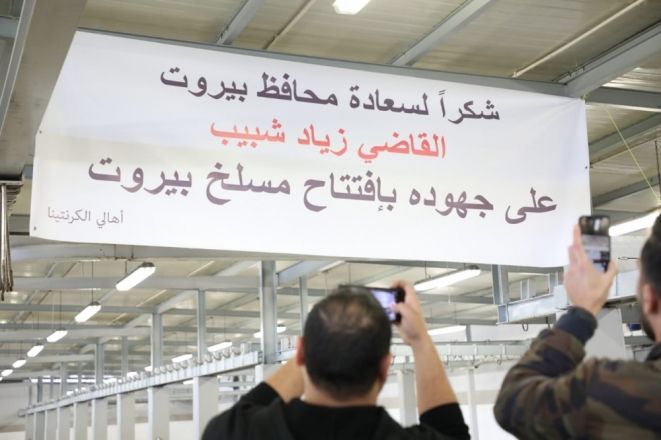 شكراً لسعادة محافظ بيروت
القاضي زياد شبيب
على جهوده بإفتتاح مسلخ بيروت
أهالي الكرنتينا